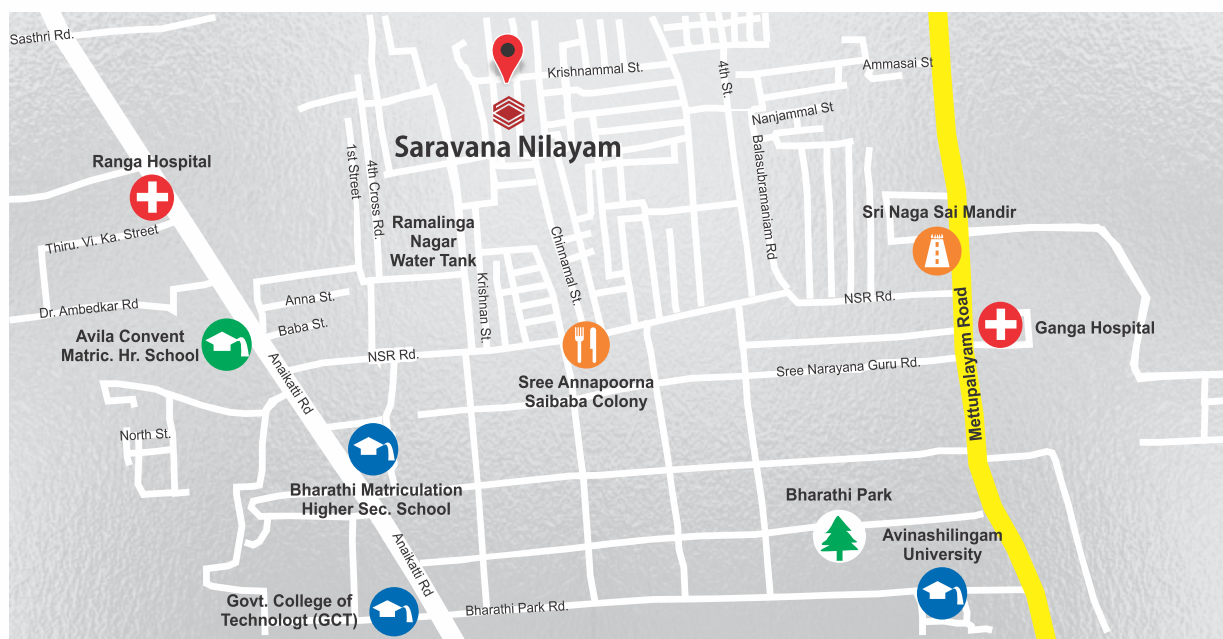 Sasthri Rd.
Krishnammal St.
4th St.
Ammasai St
Nanjammal St
Saravana Nilayam
Ranga Hospital
1st Street
4th Cross Rd.
Balasubramaniam Rd
Ramalinga
Nagar
Water Tank
Sri Naga Sai Mandir
Thiru. Vi. Ka. Street
Chinnamal St.
Krishnan St.
Anna St.
NSR Rd.
Dr. Ambedkar Rd
Baba St.
Mettupalayam Road
Ganga Hospital
Avila Convent
Matric. Hr. School
NSR Rd.
Anaikatti Rd
Sree Narayana Guru Rd.
Sree Annapoorna
Saibaba Colony
North St.
Bharathi Matriculation
Higher Sec. School
Bharathi Park
Avinashilingam
University
Anaikatti Rd
Govt. College of
Technologt (GCT)
Bharathi Park Rd.